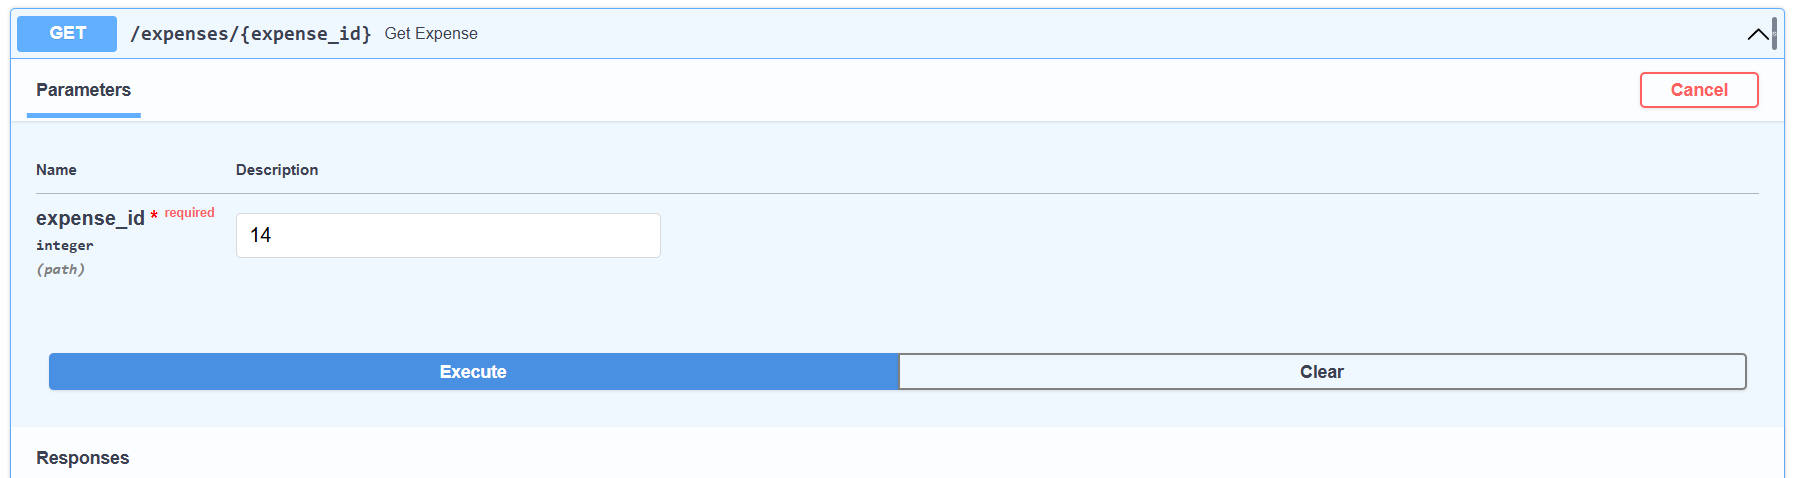 GET /expenses/{expense_id} Get Expense
Parameters
Cancel
Name Description
expense_id * required
integer
(path)
14
Execute Clear
Responses